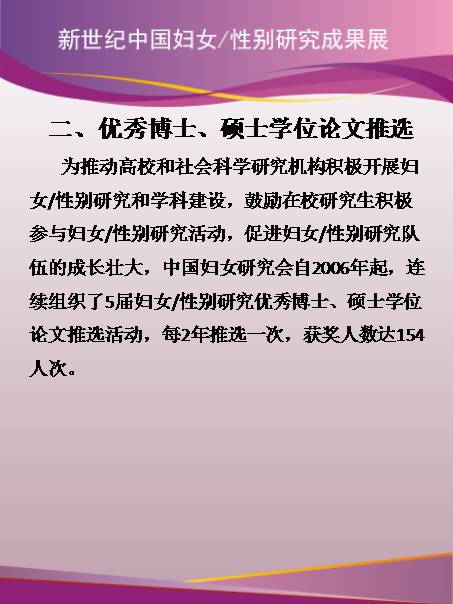 新世纪中国妇女/性别研究成果展
二、优秀博士、硕士学位论文推选
为推动高校和社会科学研究机构积极开展妇
女/性别研究和学科建设，鼓励在校研究生积极
参与妇女/性别研究活动，促进妇女/性别研究队
伍的成长壮大，中国妇女研究会自2006年起，连
续组织了5届妇女/性别研究优秀博士、硕士学位
论文推选活动，每2年推选一次，获奖人数达154
人次。